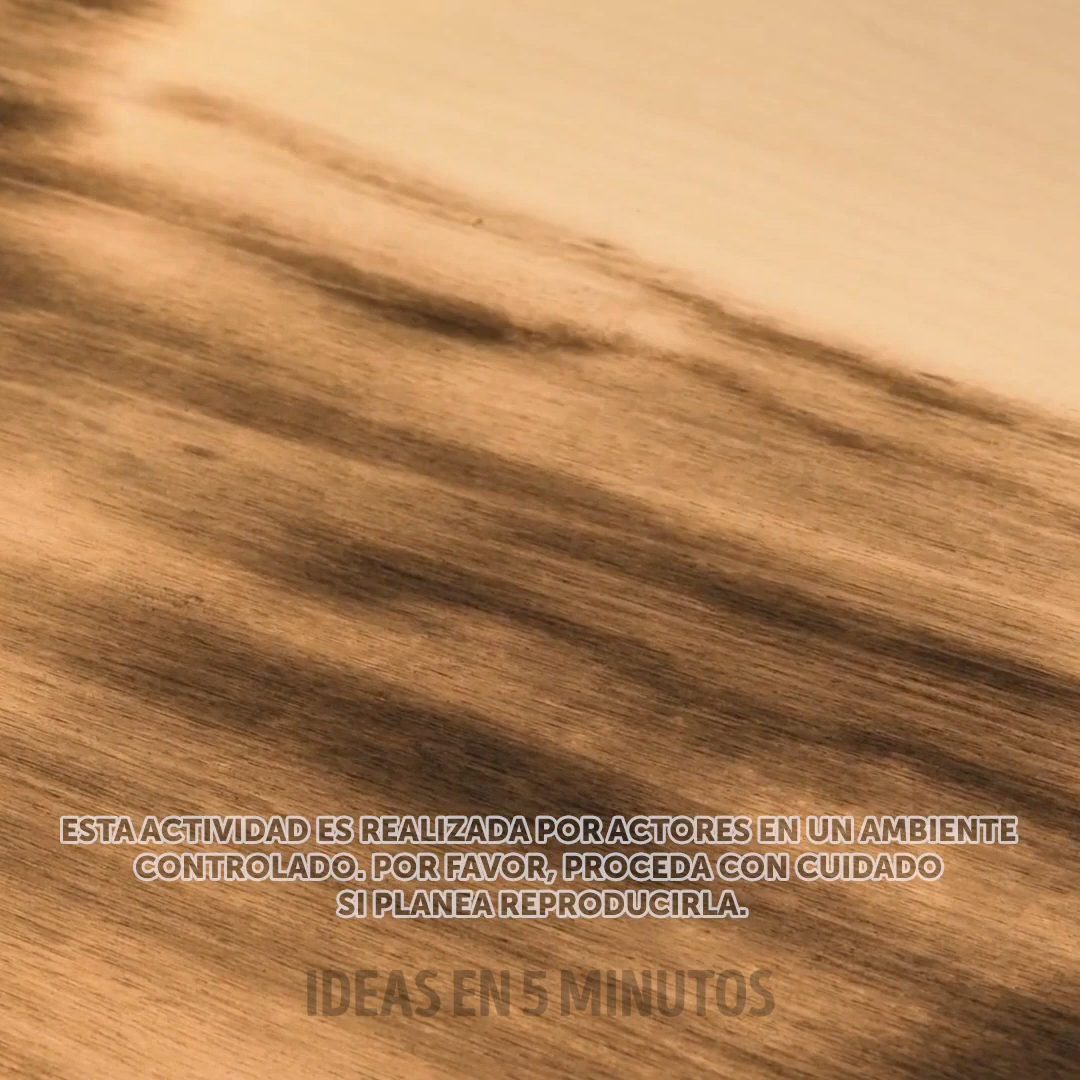 ESTA ACTIVIDAD ES REALIZADA POR ACTORES EN UN AMBIENTE
CONTROLADO. POR FAVOR, PROCEDA CON CUIDADO
SI PLANEA REPRODUCIRLA.
IDEAS EN 5 MINUTOS